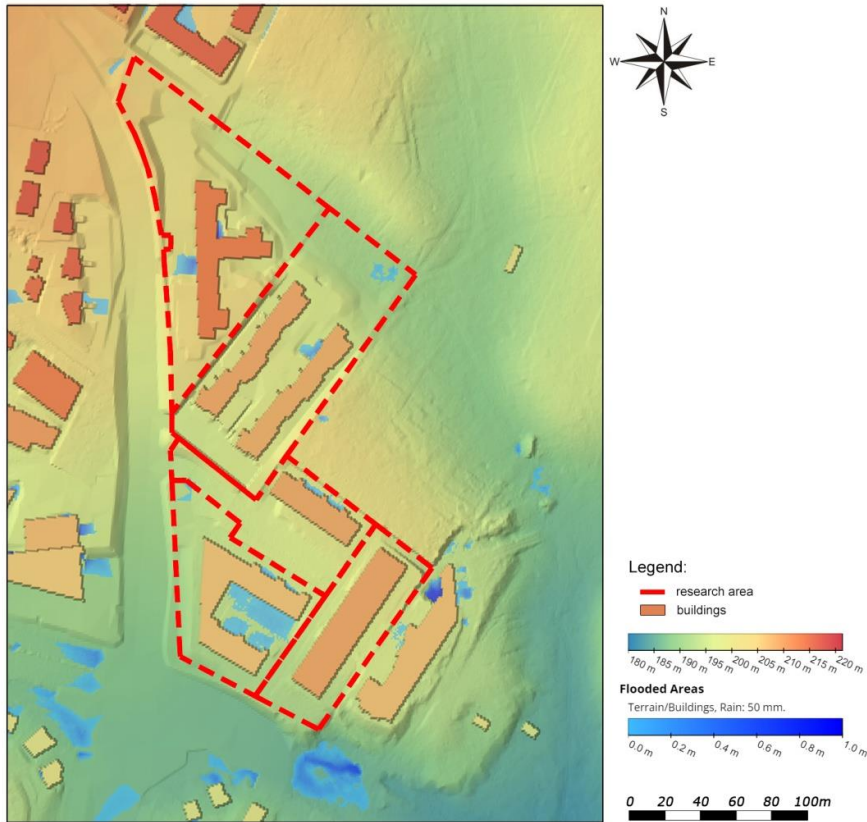 N
W E
S
Legend:
research area
buildings
180 m 185 m 190 m 195 m 200 m 205 m 210 m 215 m 220 m
Flooded Areas
Terrain/Buildings, Rain: 50 mm.
0.0 m 0.2 m 0.4 m 0.6 m 0.8 m 1.0 m
0 20 40 60 80 100m